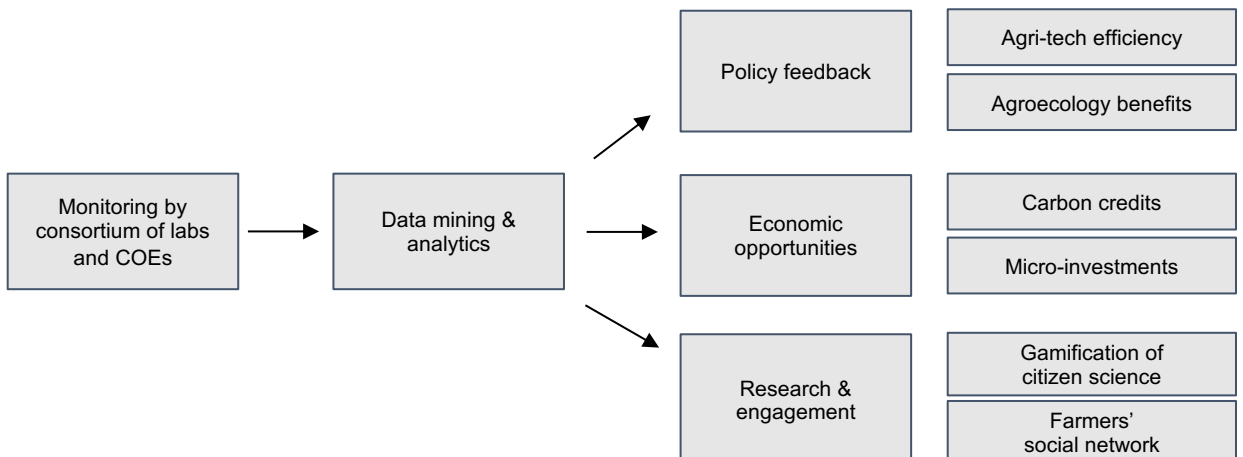 Monitoring by
consortium of labs
and COEs
Data mining &
analytics
Policy feedback
Agri-tech efficiency
Agroecology benefits
Economic
opportunities
Carbon credits
Micro-investments
Research &
engagement
Gamification of
citizen science
Farmers'
social network